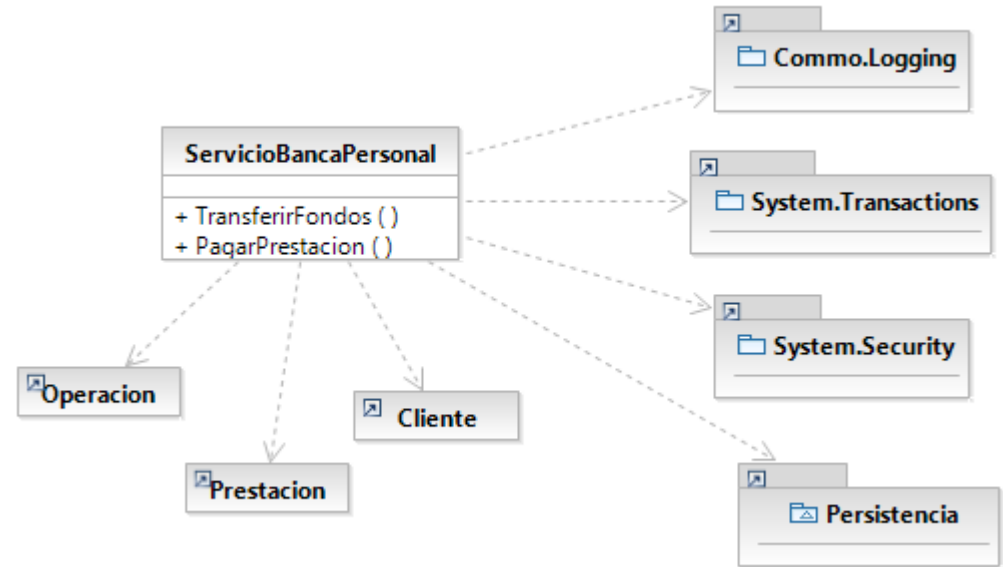 Commo.Logging
ServicioBancaPersonal
+ TransferirFondos ( )
+ PagarPrestacion ( )
System.Transactions
System.Security
Operacion
Cliente
Prestacion
Persistencia